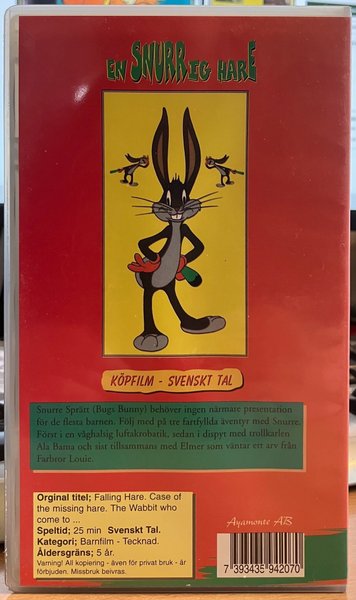 EN SNURRIG HARE
KÖPFILM - SVENSKT TAL
Snurre Sprätt (Bugs Bunny) behöver ingen närmare presentation
för de flesta barnen. Följ med på tre fartfyllda äventyr med Snurre.
Först i en våghalsig luftakrobatik, sedan i dispyt med trollkarlen
Ala Bama och sist tillsammans med Elmer som väntar ett arv från
Farbror Louie.
Orginal titel; Falling Hare. Case of
the missing hare. The Wabbit who
come to ...
Speltid; 25 min Svenskt Tal.
Kategori; Barnfilm - Tecknad.
Åldersgräns; 5 år.
Varning! All kopiering - även för privat bruk - är
förbjuden. Missbruk beivras.
Ayamonte AB
7 393435 942070